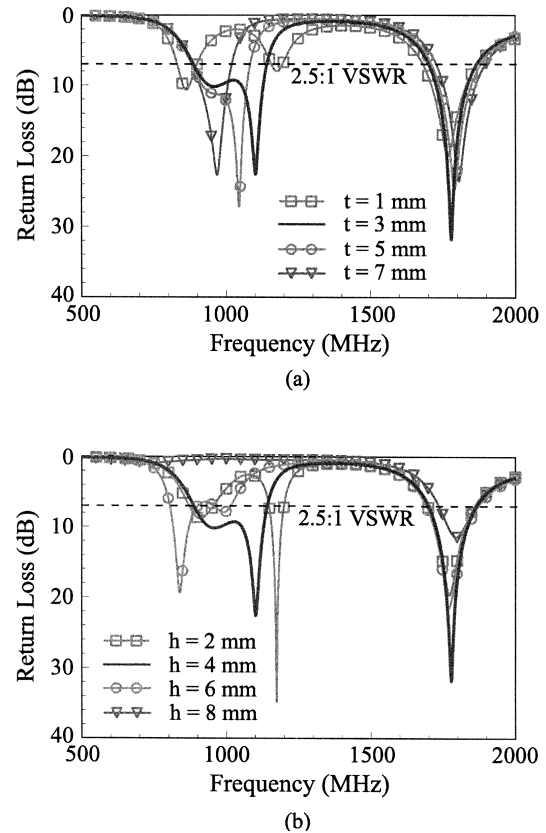 0
10
20
30
40
Return Loss (dB)
2.5:1 VSWR
t = 1 mm
t = 3 mm
t = 5 mm
t = 7 mm
500
1000
1500
2000
Frequency (MHz)
(a)
0
10
20
30
40
Return Loss (dB)
2.5:1 VSWR
h = 2 mm
h = 4 mm
h = 6 mm
h = 8 mm
500
1000
1500
2000
Frequency (MHz)
(b)